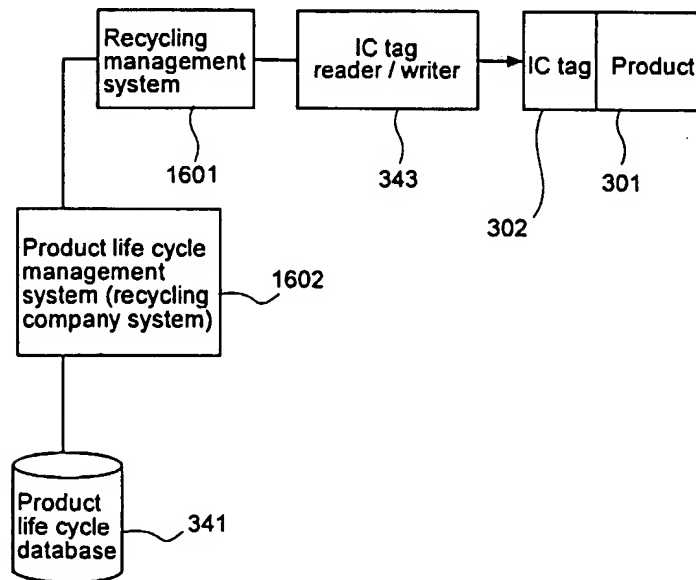 Recycling
management
system
IC tag
reader / writer
IC tag
Product
1601
343
302
301
Product life cycle
management
system (recycling
company system)
1602
Product
life cycle
database
341